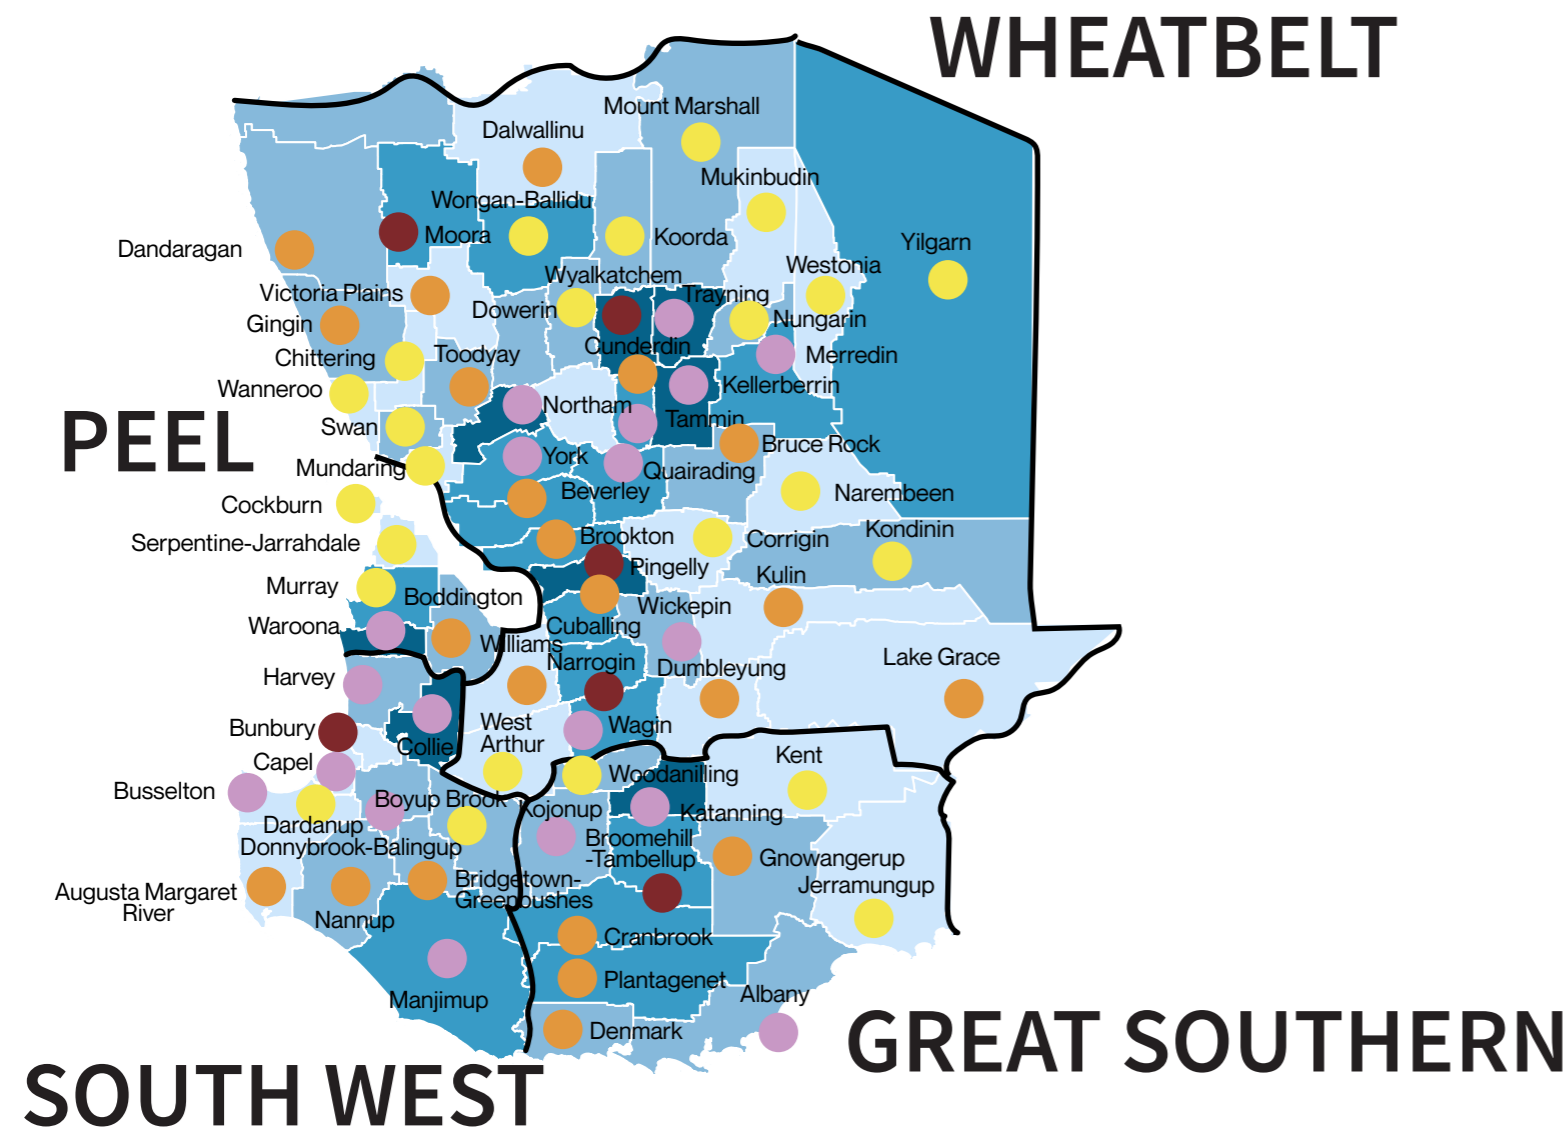 WHEATBELT
Mount Marshall
Dalwallinu
Mukinbudin
Wongan-Ballidu
Moora
Koorda
Dandaragan
Yilgarn
Westonia
Wyalkatchem
Trayning
Victoria Plains
Dowerin
Gingin
Nungarin
Cunderdin
Chittering
Toodyay
Merredin
Wanneroo
Kellerberrin
PEEL
Northam
Tammin
Swan
Bruce Rock
Mundaring
York
Quairading
Beverley
Narembeen
Cockburn
Kondinin
Serpentine-Jarrahdale
Brookton
Corrigin
Pingelly
Kulin
Murray
Boddington
Wickepin
Waroona
Cuballing
Williams
Narrogin
Dumbleyung
Lake Grace
Harvey
West
Arthur
Wagin
Bunbury
Collie
Capel
Kent
Woodanilling
Busselton
Boyup Brook
Kojonup
Katanning
Dardanup
Donnybrook-Balingup
Broomehill
-Tambellup
Gnowangerup
Augusta Margaret
River
Bridgetown-
Greenbushes
Jerramungup
Nannup
Cranbrook
Plantagenet
Manjimup
Albany
Denmark
GREAT SOUTHERN
SOUTH WEST